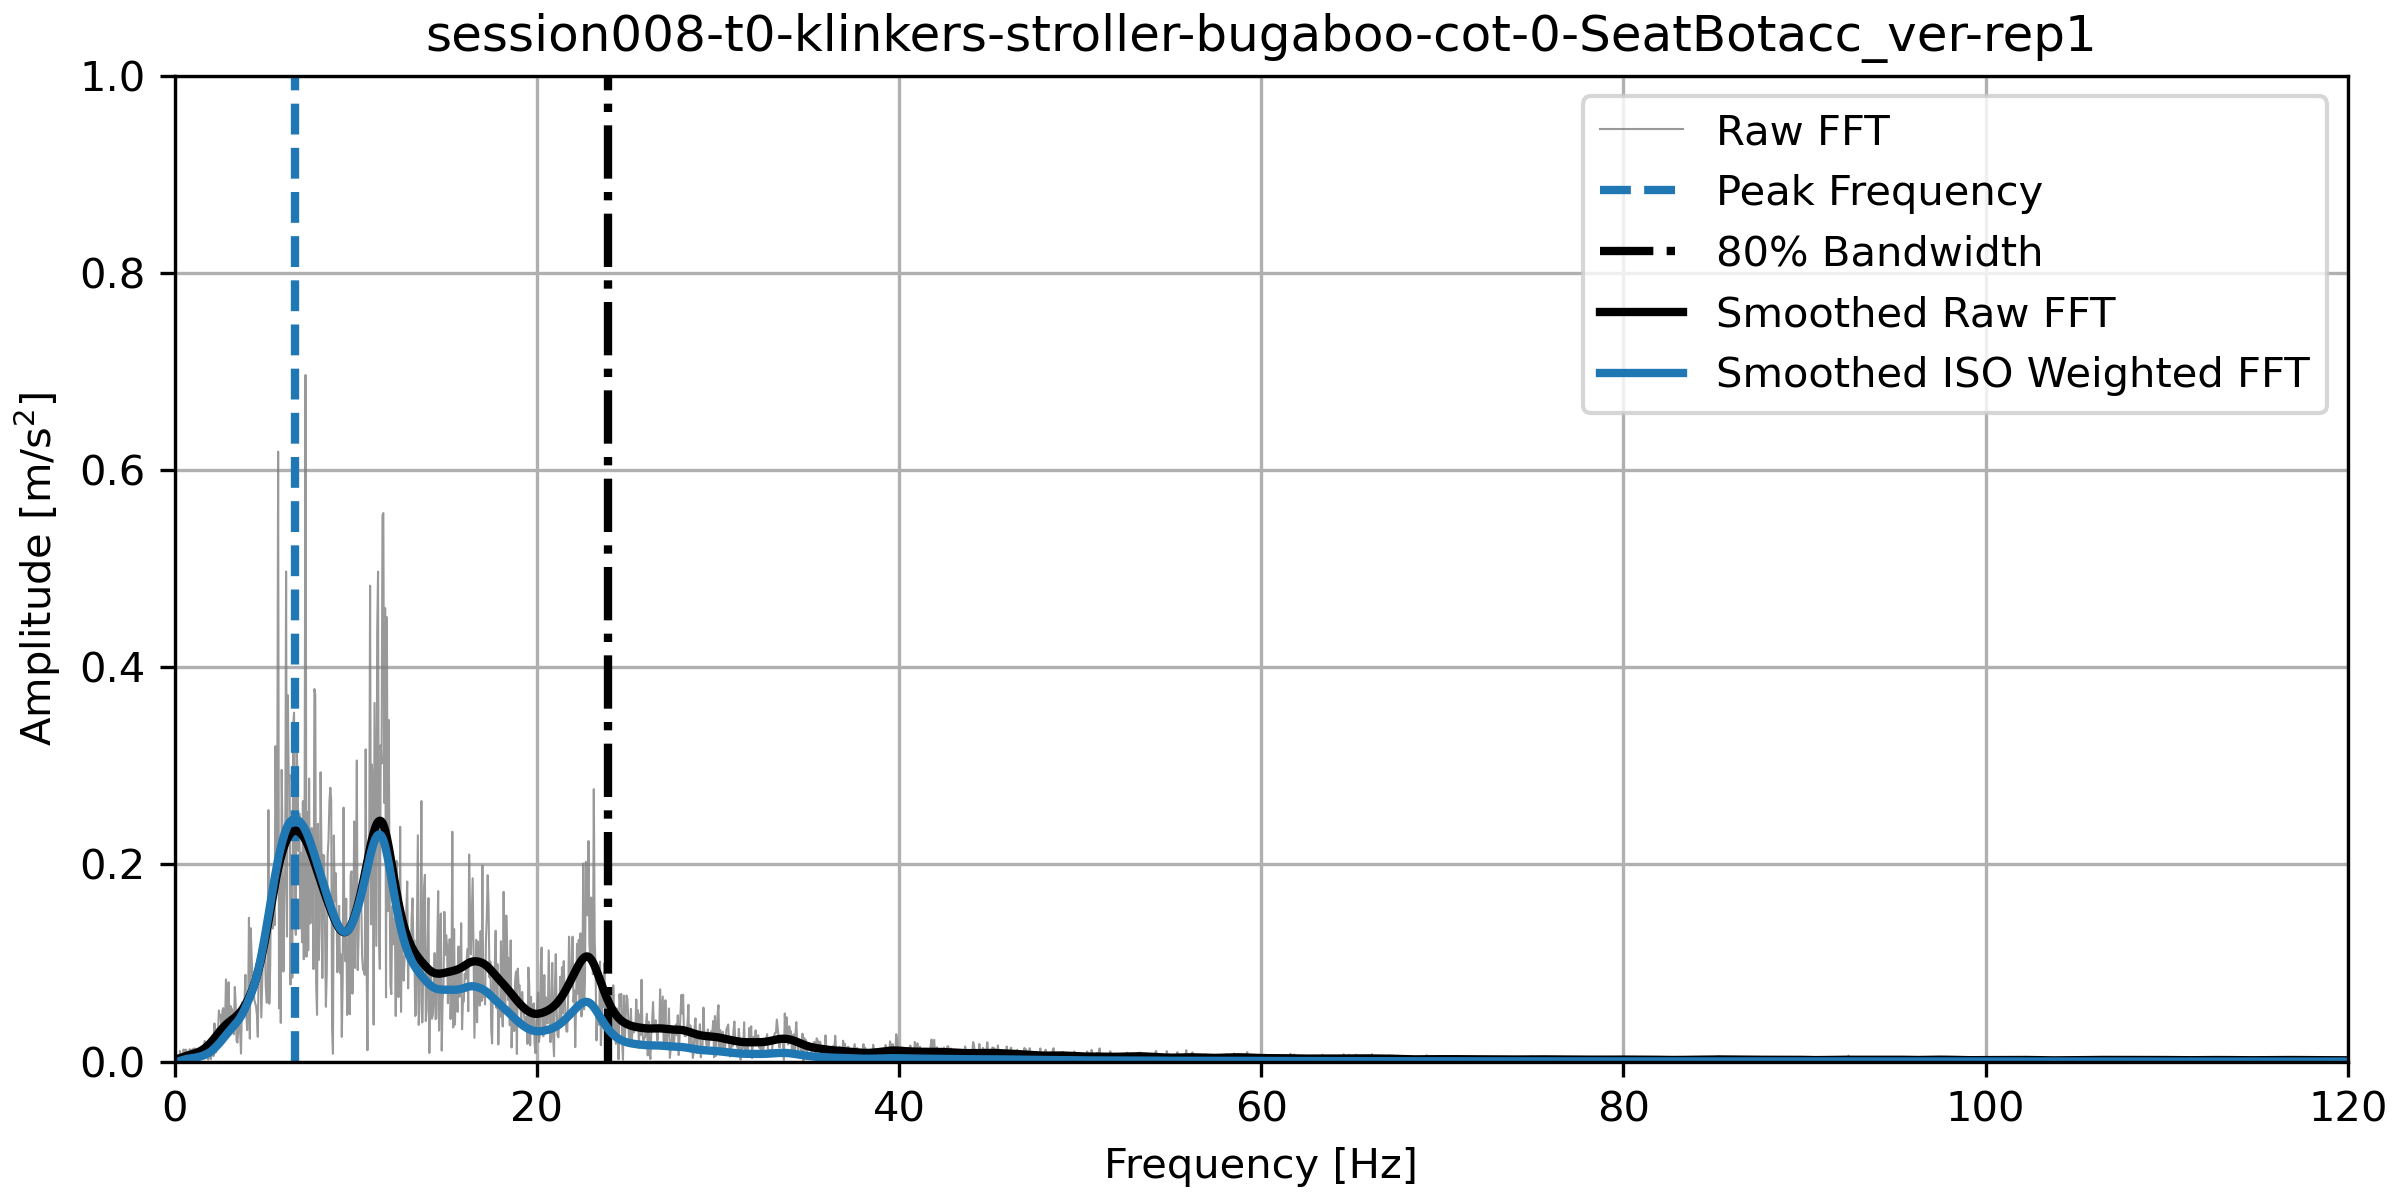 session008-t0-klinkers-stroller-bugaboo-cot-0-SeatBotacc_ver-rep1
1.0
0.8
0.6
0.4
0.2
0.0
Amplitude [m/s²]
Raw FFT
Peak Frequency
80% Bandwidth
Smoothed Raw FFT
Smoothed ISO Weighted FFT
0 20 40 60 80 100 120
Frequency [Hz]